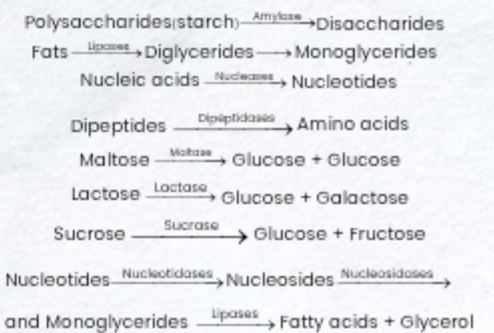 Polysaccharides(starch) Amylase → Disaccharides
Fats Lipases → Diglycerides → Monoglycerides
Nucleic acids Nucleases → Nucleotides
Dipeptides Dipeptidases → Amino acids
Maltose Maltase → Glucose + Glucose
Lactose Lactase → Glucose + Galactose
Sucrose Sucrase → Glucose + Fructose
Nucleotides Nucleotidases → Nucleosides Nucleosidases →
and Monoglycerides Lipases → Fatty acids + Glycerol